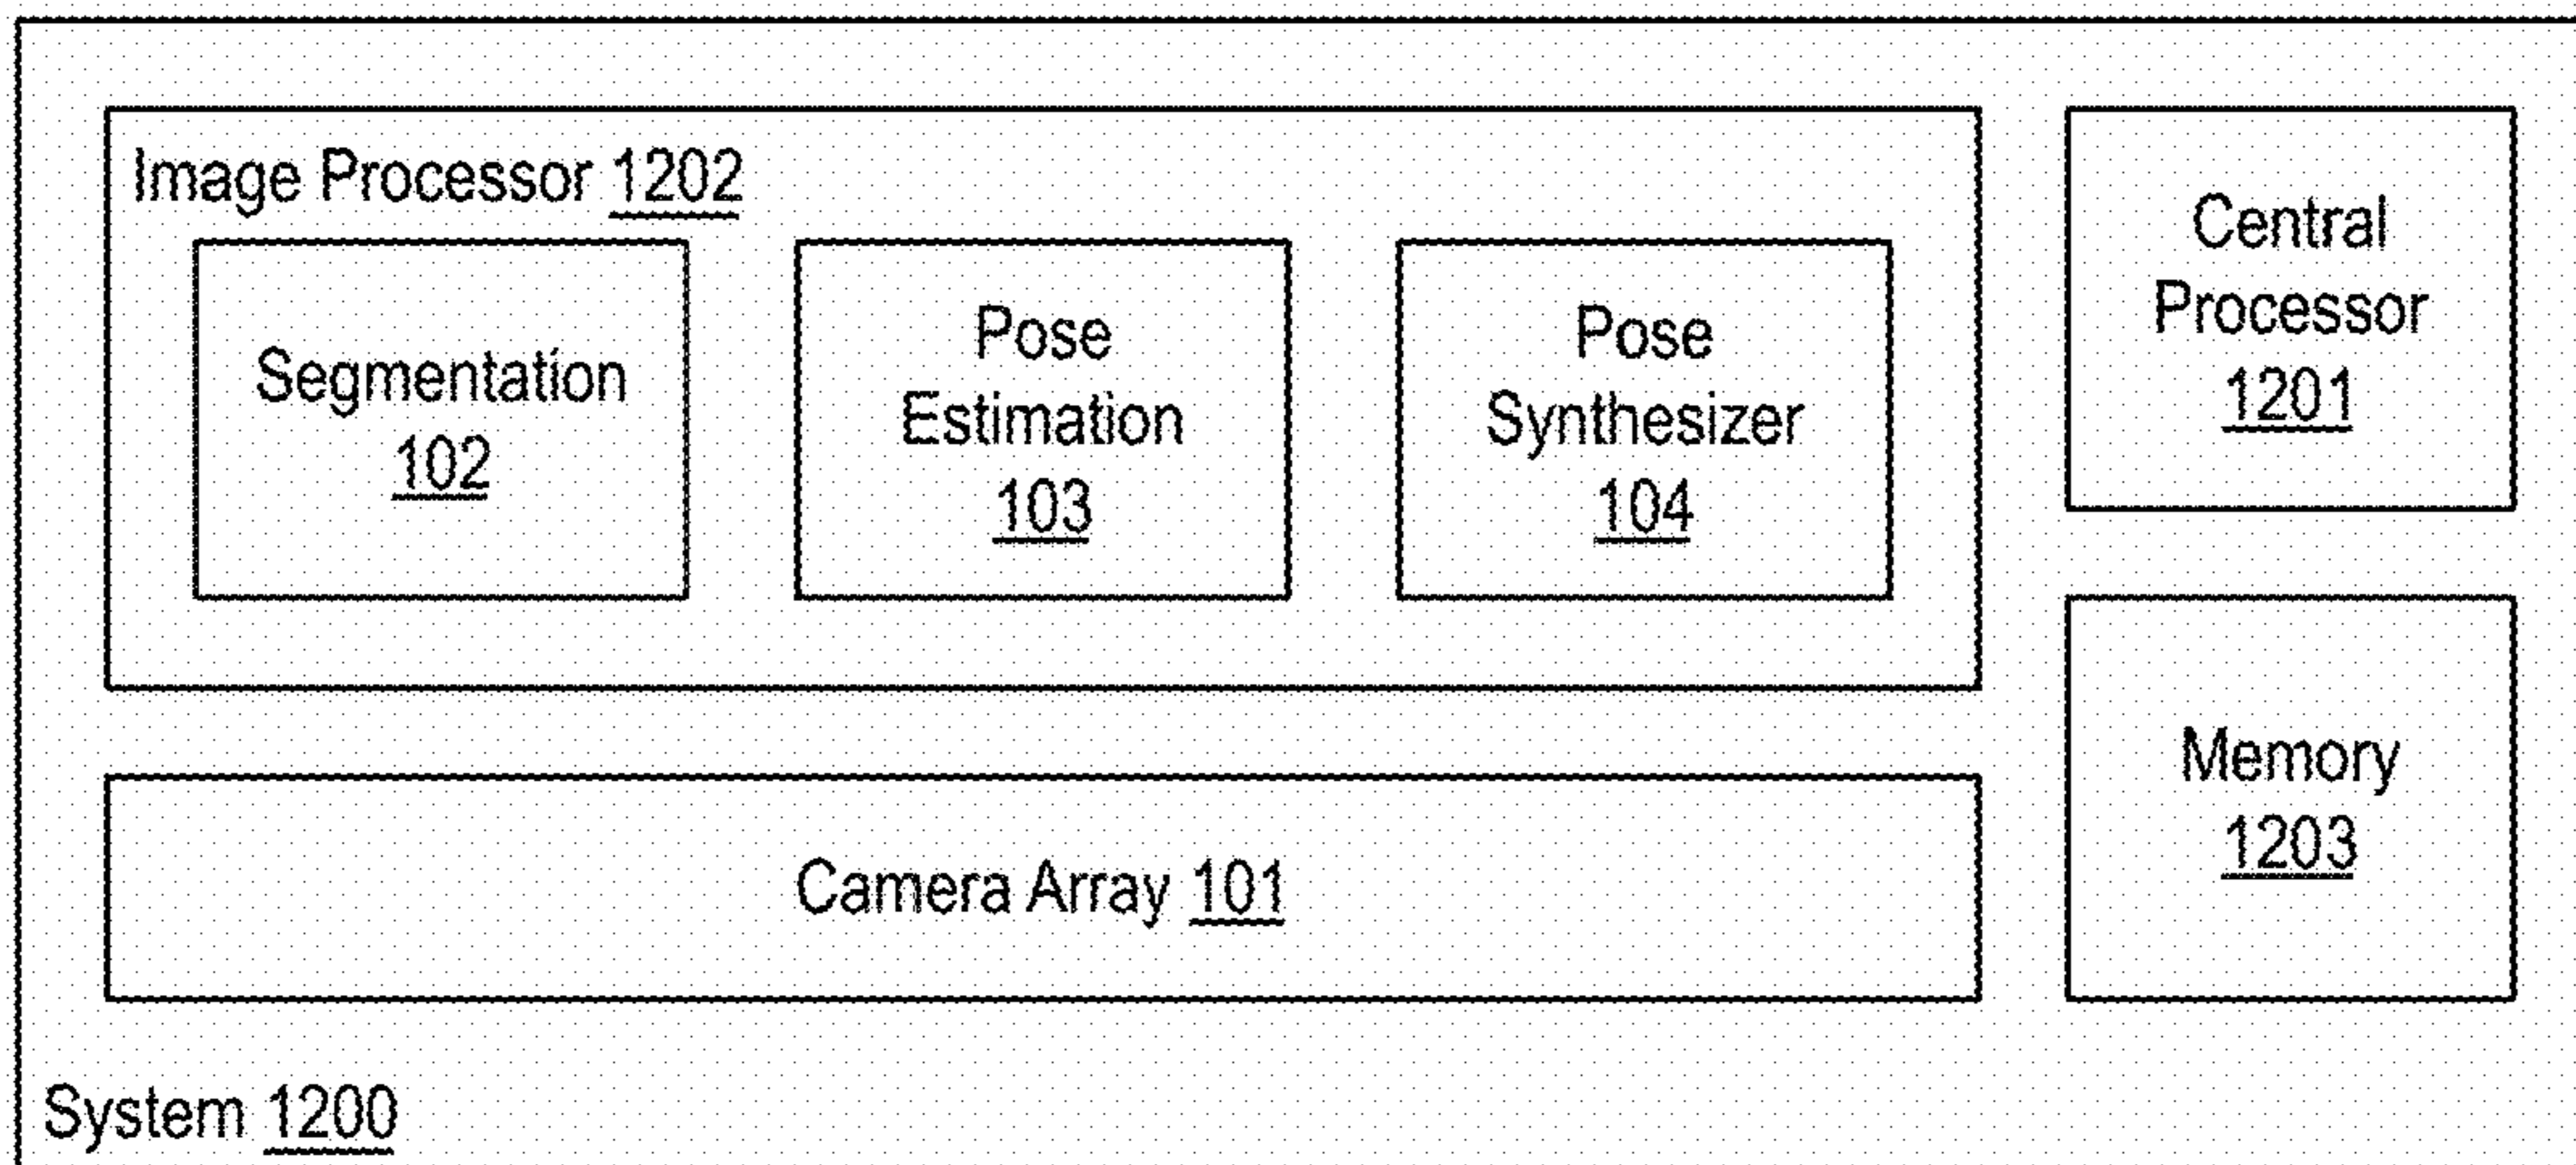 Image Processor 1202
Segmentation
102
Pose
Estimation
103
Pose
Synthesizer
104
Central
Processor
1201
Camera Array 101
Memory
1203
System 1200